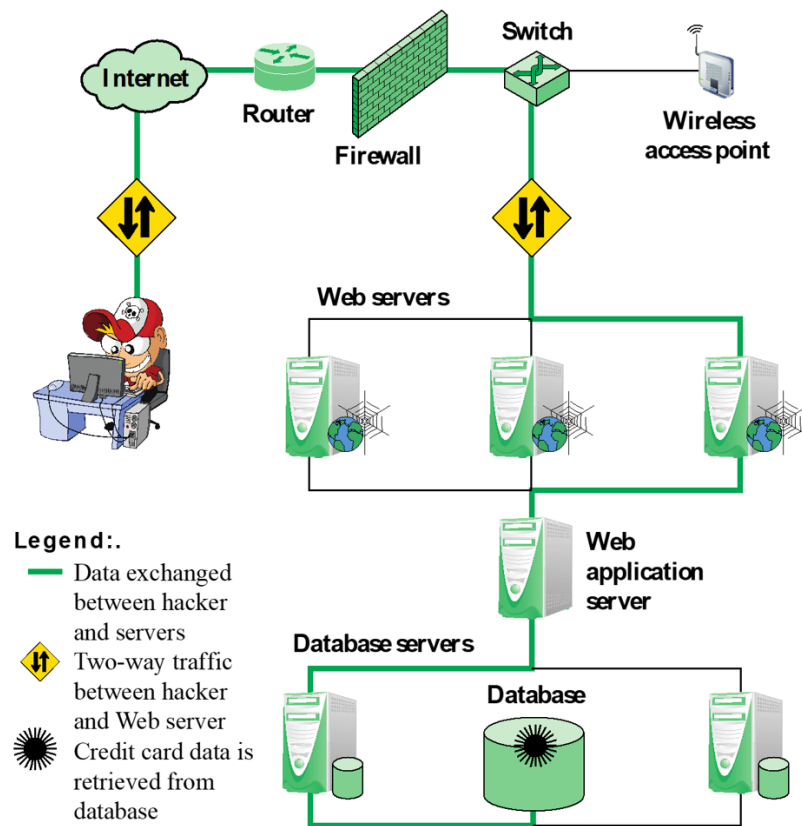 Switch
Internet
Router
Firewall
Wireless
access point
Web servers
Legend:.
Data exchanged
between hacker
and servers
Two-way traffic
between hacker
and Web server
Credit card data is
retrieved from
database
Web
application
server
Database servers
Database